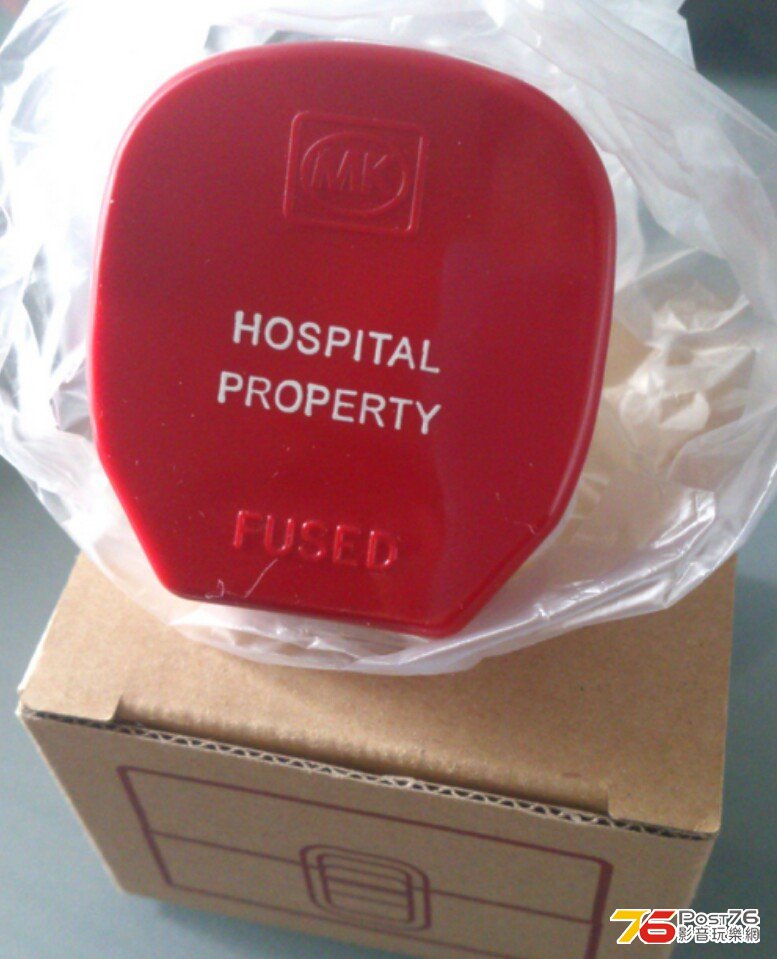 MK
HOSPITAL
PROPERTY
FUSED
76 POST76
影音玩樂網